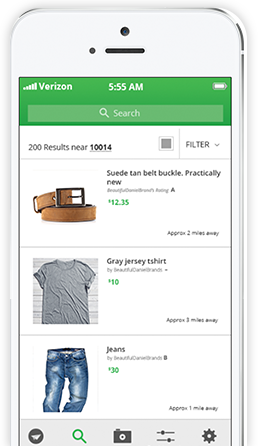 Verizon 5:55 AM
Search
200 Results near 10014 FILTER
Suede tan belt buckle. Practically
new
BeautifulDanielBrand's Rating A
$12.35
Approx 2 miles away
Gray jersey tshirt
by BeautifulDanielBrands –
$10
Approx 3 miles away
Jeans
by BeautifulDanielBrands B
$30
Approx 1 mile away